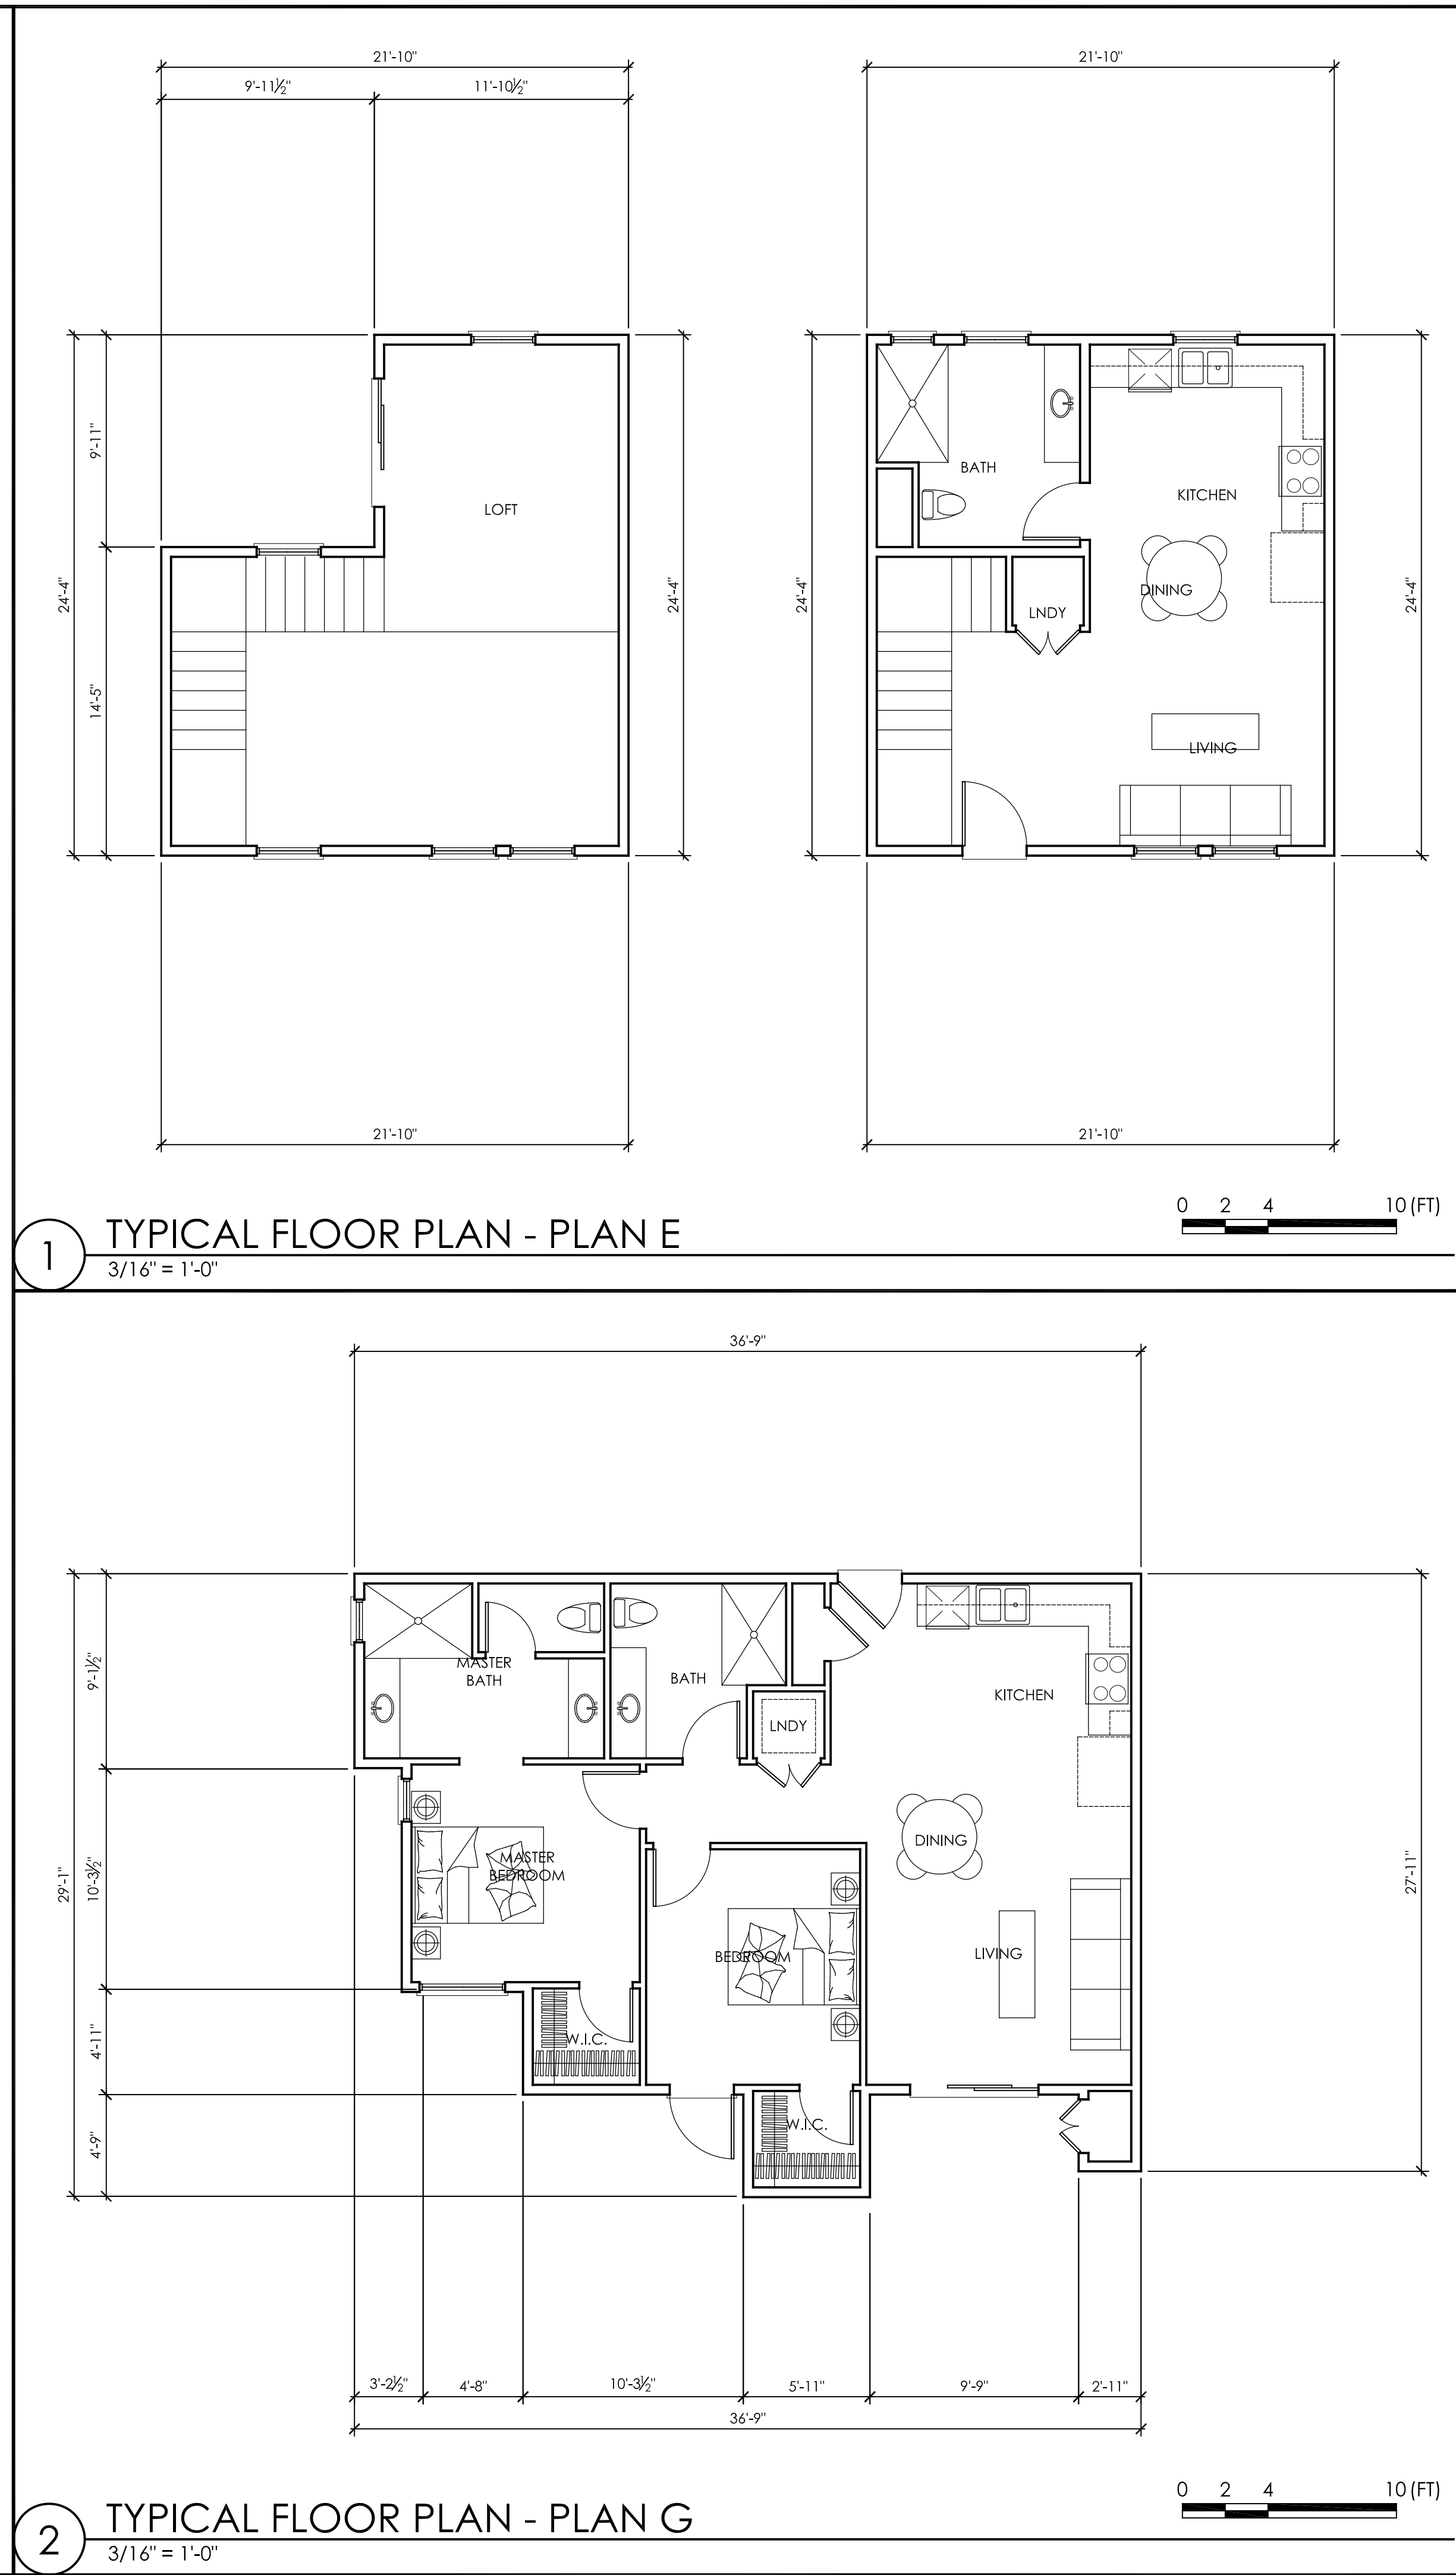 21'-10"
21'-10"
9'-11½"
11'-10½"
9'-11"
LOFT
24'-4"
24'-4"
14'-5"
BATH
KITCHEN
DINING
LNDY
24'-4"
24'-4"
LIVING
21'-10"
21'-10"
0 2 4 10 (FT)
1
TYPICAL FLOOR PLAN - PLAN E
3/16" = 1'-0"
36'-9"
9'-1½"
MASTER
BATH
BATH
KITCHEN
LNDY
DINING
MASTER
BEDROOM
29'-1"
10'-3½"
27'-11"
BEDROOM
LIVING
4'-11"
W.I.C.
W.I.C.
4'-9"
3'-2½"
4'-8"
10'-3½"
5'-11"
9'-9"
2'-11"
36'-9"
0 2 4 10 (FT)
2
TYPICAL FLOOR PLAN - PLAN G
3/16" = 1'-0"